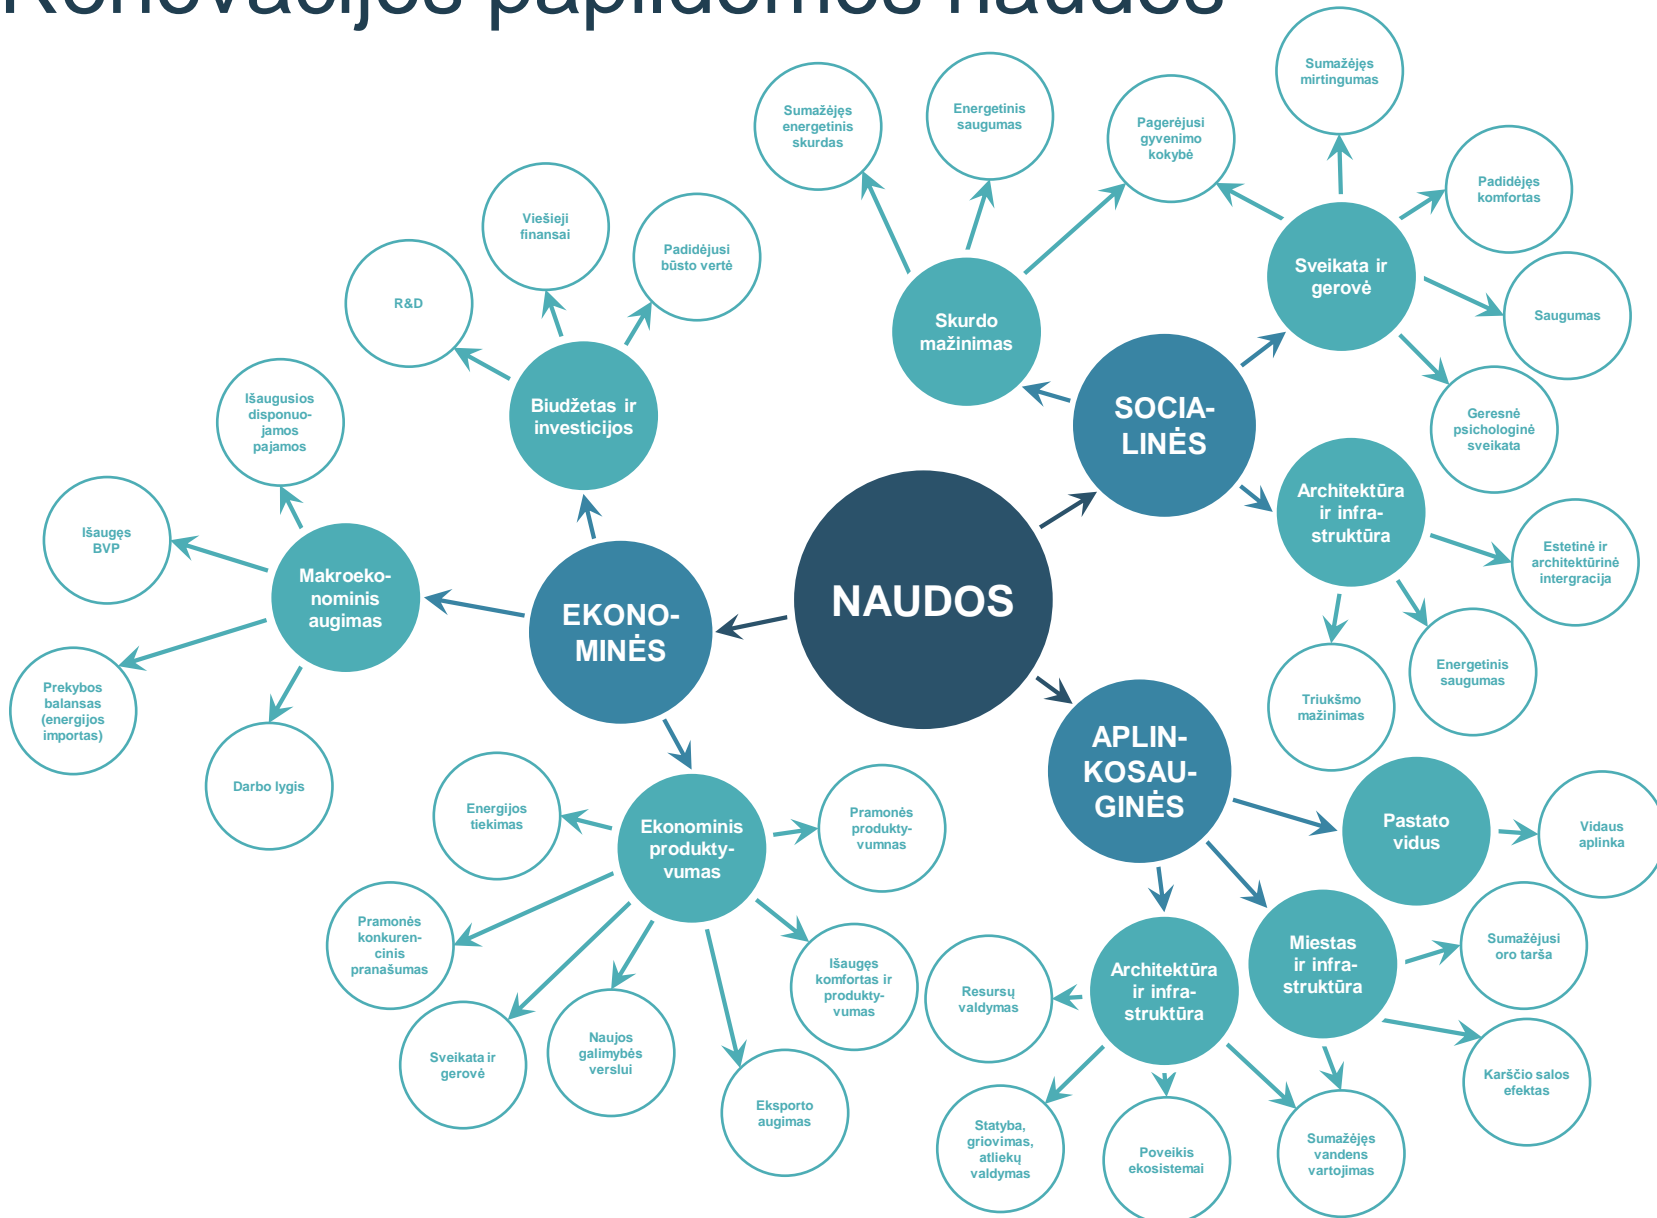 Renovacijos papildomos naudos
Sumažėjęs
mirtingumas
Sumažėjęs
energetinis
skurdas
Energetinis
saugumas
Pagerėjusi
gyvenimo
kokybė
Padidėjęs
komfortas
Viešieji
finansai
Padidėjusi
būsto vertė
R&D
Sveikata ir
gerovė
Saugumas
Skurdo
mažinimas
Išaugusios
disponuo-
jamos
pajamos
Biudžetas ir
investicijos
SOCIA-
LINĖS
Geresnė
psichologinė
sveikata
Architektūra
ir infra-
struktūra
Išaugęs
BVP
Estetinė ir
architektūrinė
intergracija
Makroeko-
nominis
augimas
EKONO-
MINĖS
NAUDOS
Energetinis
saugumas
Triukšmo
mažinimas
Prekybos
balansas
(energijos
importas)
Darbo lygis
APLIN-
KOSAU-
GINĖS
Energijos
tiekimas
Ekonominis
produkty-
vumas
Pramonės
produkty-
vumnas
Pastato
vidus
Vidaus
aplinka
Pramonės
konkuren-
cinis
pranašumas
Išaugęs
komfortas ir
produkty-
vumas
Resursų
valdymas
Architektūra
ir infra-
struktūra
Miestas
ir infra-
struktūra
Sumažėjusi
oro tarša
Sveikata ir
gerovė
Naujos
galimybės
verslui
Eksporto
augimas
Karščio salos
efektas
Statyba,
griovimas,
atliekų
valdymas
Poveikis
ekosistemai
Sumažėjęs
vandens
vartojimas